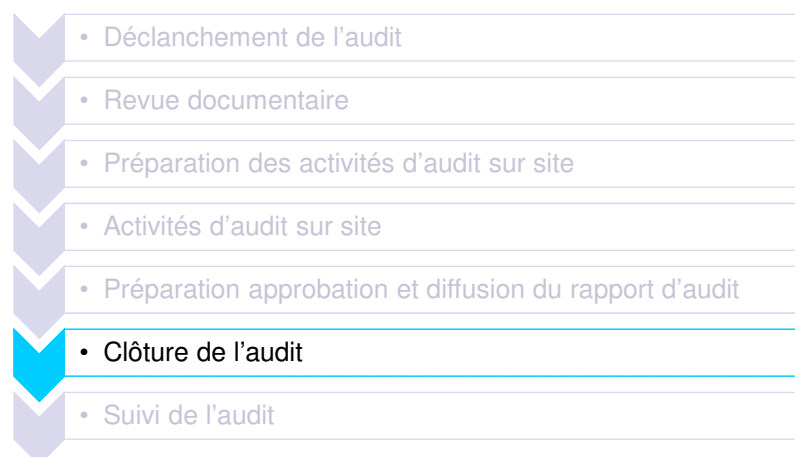 • Déclanchement de l'audit
• Revue documentaire
• Préparation des activités d'audit sur site
• Activités d'audit sur site
• Préparation approbation et diffusion du rapport d'audit
• Clôture de l'audit
• Suivi de l'audit